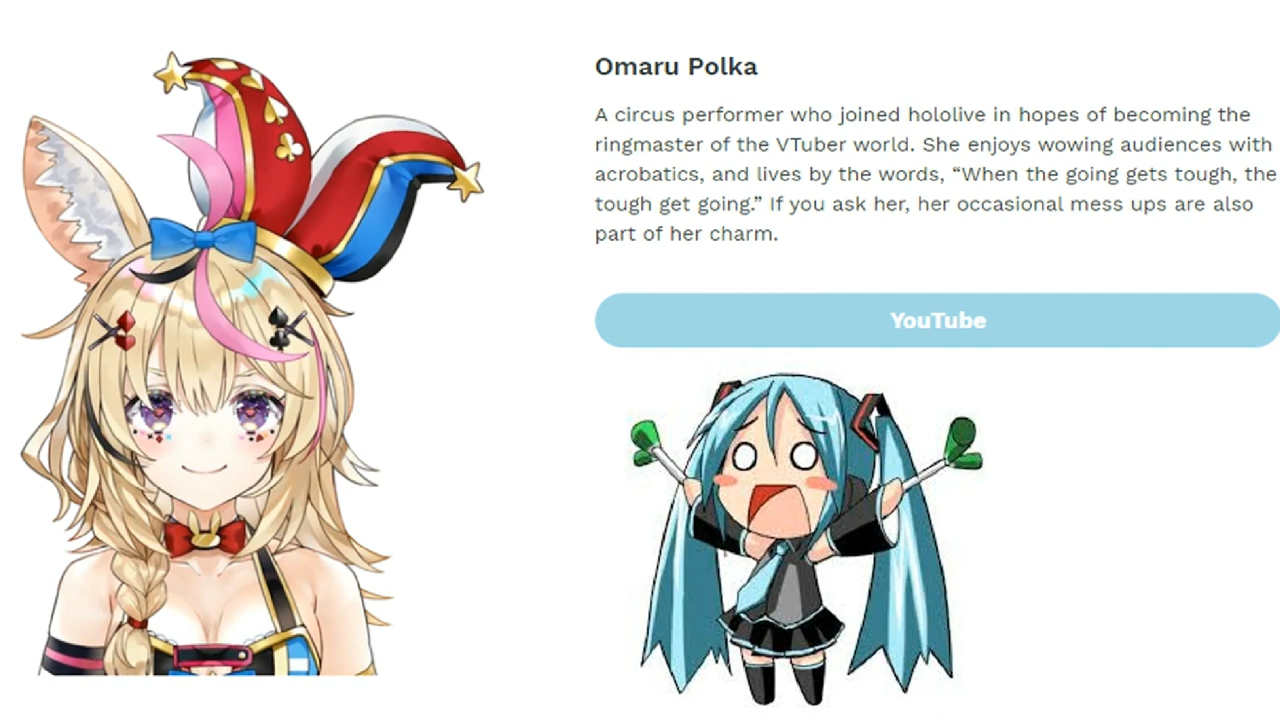 Omaru Polka
A circus performer who joined hololive in hopes of becoming the
ringmaster of the VTuber world. She enjoys wowing audiences with
acrobatics, and lives by the words, “When the going gets tough, the
tough get going.” If you ask her, her occasional mess ups are also
part of her charm.
YouTube